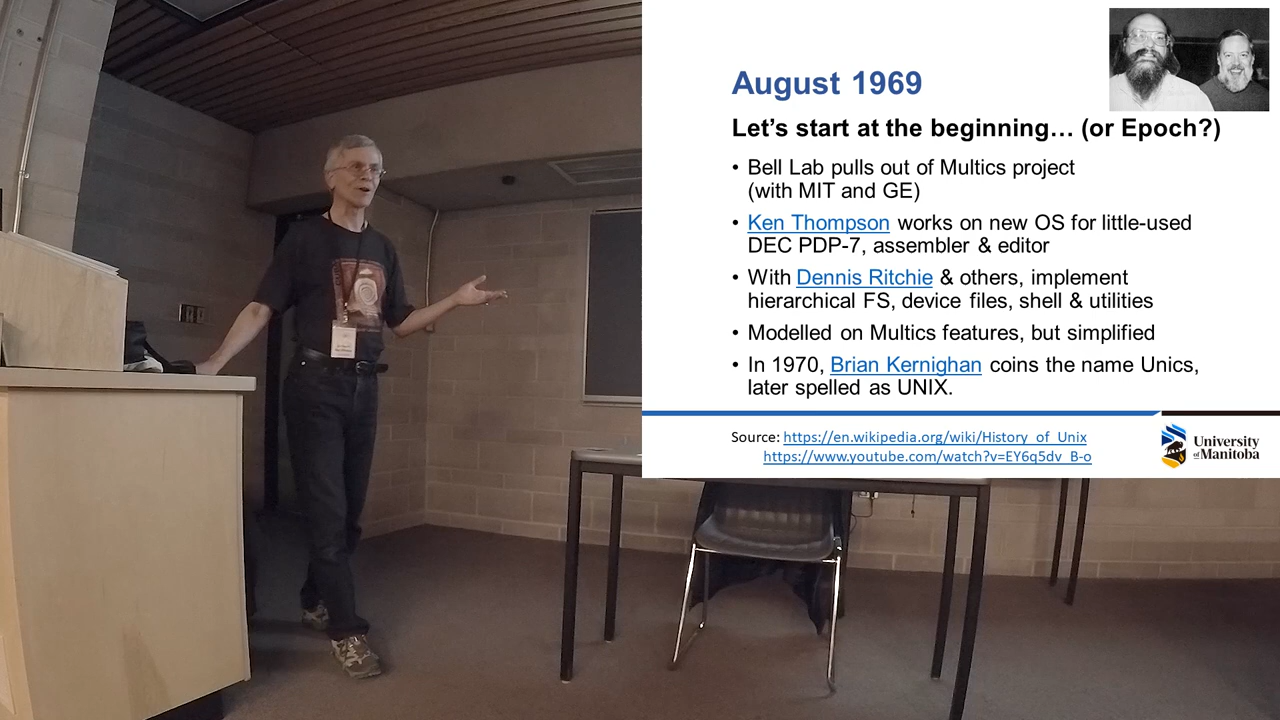 August 1969
Let’s start at the beginning… (or Epoch?)
• Bell Lab pulls out of Multics project
(with MIT and GE)
• Ken Thompson works on new OS for little-used
DEC PDP-7, assembler & editor
• With Dennis Ritchie & others, implement
hierarchical FS, device files, shell & utilities
• Modelled on Multics features, but simplified
• In 1970, Brian Kernighan coins the name Unics,
later spelled as UNIX.
Source: https://en.wikipedia.org/wiki/History_of_Unix
https://www.youtube.com/watch?v=EY6q5dv_B-o
University
of Manitoba